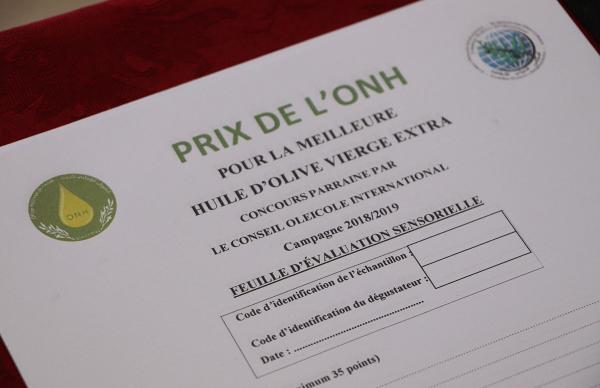 PRIX DE L'ONH
POUR LA MEILLEURE
HUILE D'OLIVE VIERGE EXTRA
CONCOURS PARRAINE PAR
LE CONSEIL OLEICOLE INTERNATIONAL
Campagne 2018/2019
FEUILLE D'ÉVALUATION SENSORIELLE
Code d'identification de l'échantillon :
Code d'identification du dégustateur :
Date : ........................................
ONH
imum 35 points)